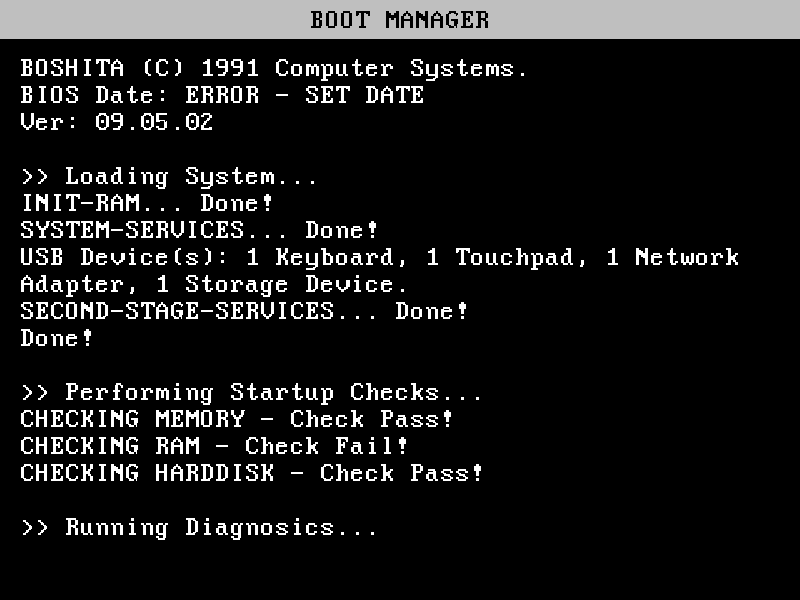 BOOT MANAGER
BOSHITA (C) 1991 Computer Systems.
BIOS Date: ERROR - SET DATE
Ver: 09.05.02
>> Loading System...
INIT-RAM... Done!
SYSTEM-SERVICES... Done!
USB Device(s): 1 Keyboard, 1 Touchpad, 1 Network
Adapter, 1 Storage Device.
SECOND-STAGE-SERVICES... Done!
Done!
>> Performing Startup Checks...
CHECKING MEMORY - Check Pass!
CHECKING RAM - Check Fail!
CHECKING HARDDISK - Check Pass!
>> Running Diagnosics...